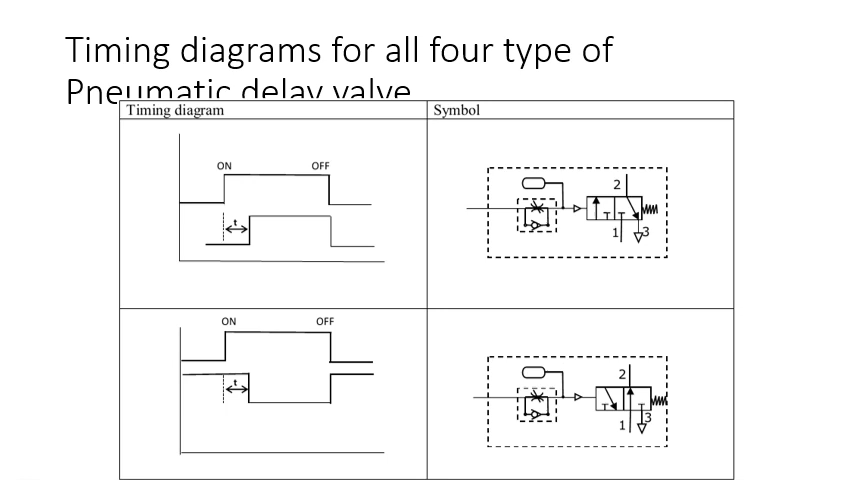 Timing diagrams for all four type of
Pneumatic delay valve
Timing diagram
Symbol
ON
OFF
t
2
1
3
ON
OFF
t
2
1
3